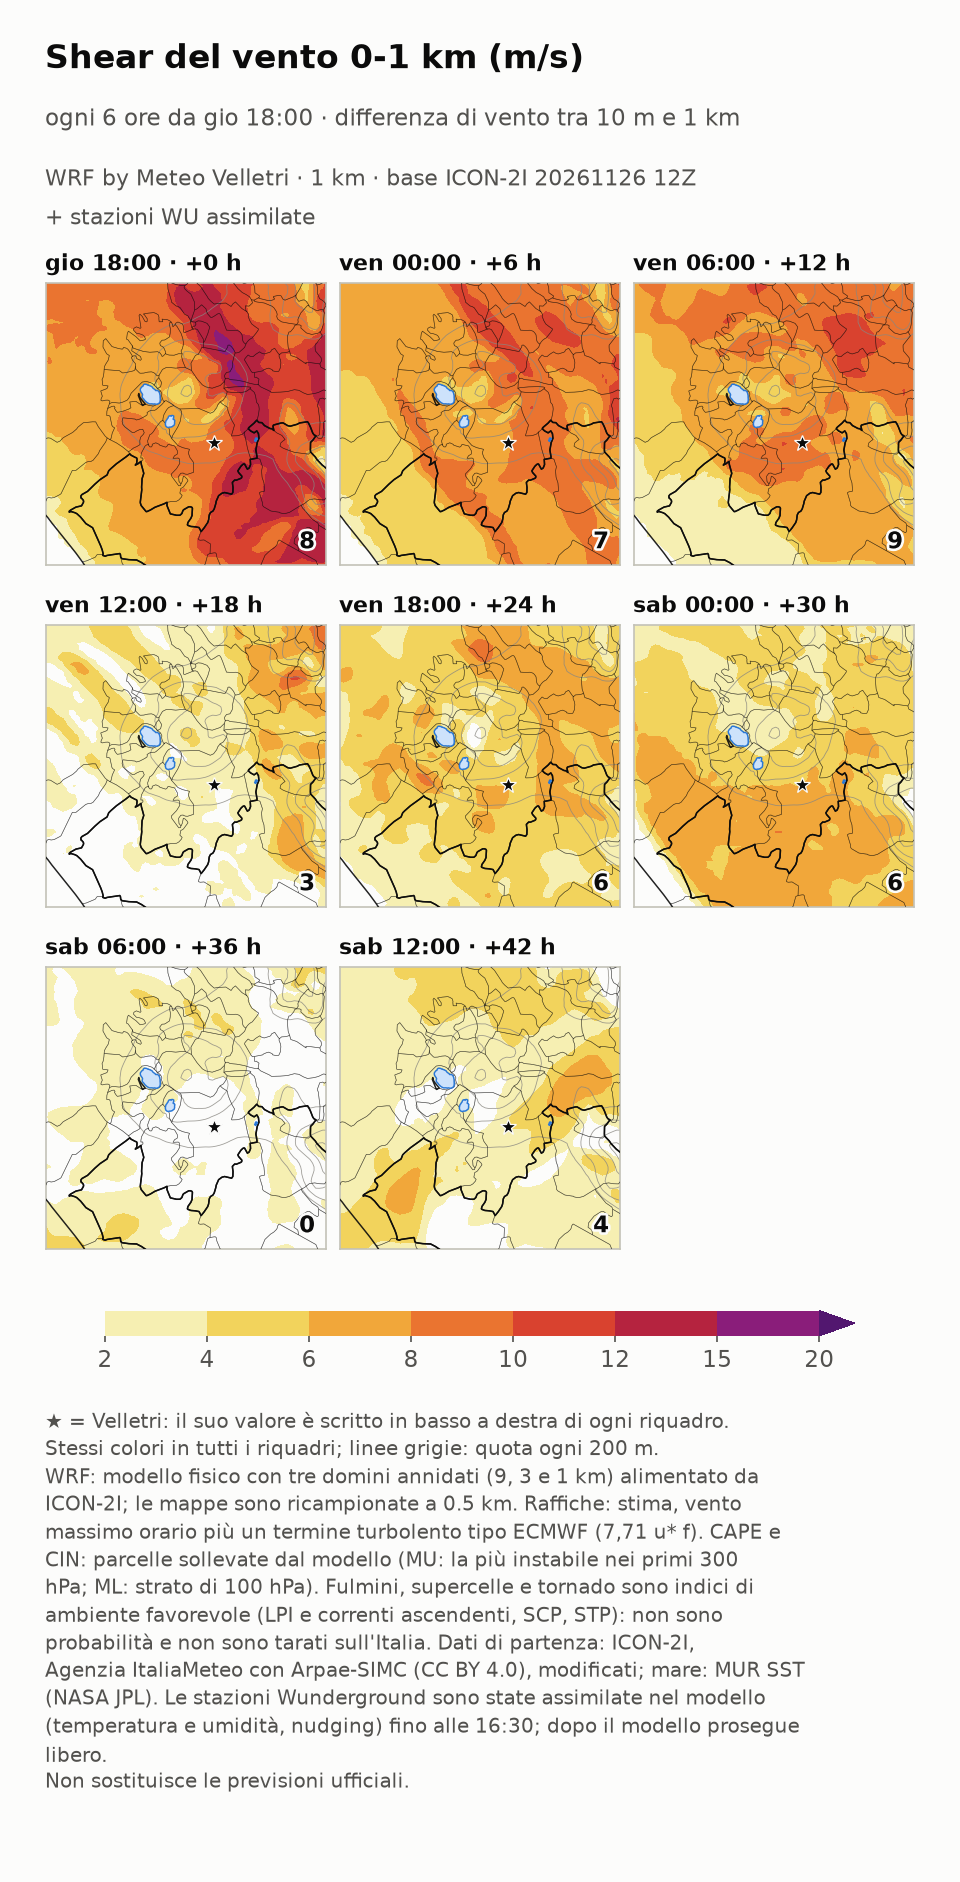 Shear del vento 0-1 km (m/s)
ogni 6 ore da gio 18:00 · differenza di vento tra 10 m e 1 km
WRF by Meteo Velletri · 1 km · base ICON-2I 20261126 12Z
+ stazioni WU assimilate
gio 18:00 · +0 h
ven 00:00 · +6 h
ven 06:00 · +12 h
8
7
9
ven 12:00 · +18 h
ven 18:00 · +24 h
sab 00:00 · +30 h
3
6
6
sab 06:00 · +36 h
sab 12:00 · +42 h
0
4
2 4 6 8 10 12 15 20
★ = Velletri: il suo valore è scritto in basso a destra di ogni riquadro.
Stessi colori in tutti i riquadri; linee grigie: quota ogni 200 m.
WRF: modello fisico con tre domini annidati (9, 3 e 1 km) alimentato da
ICON-2I; le mappe sono ricampionate a 0.5 km. Raffiche: stima, vento
massimo orario più un termine turbolento tipo ECMWF (7,71 u* f). CAPE e
CIN: parcelle sollevate dal modello (MU: la più instabile nei primi 300
hPa; ML: strato di 100 hPa). Fulmini, supercelle e tornado sono indici di
ambiente favorevole (LPI e correnti ascendenti, SCP, STP): non sono
probabilità e non sono tarati sull'Italia. Dati di partenza: ICON-2I,
Agenzia ItaliaMeteo con Arpae-SIMC (CC BY 4.0), modificati; mare: MUR SST
(NASA JPL). Le stazioni Wunderground sono state assimilate nel modello
(temperatura e umidità, nudging) fino alle 16:30; dopo il modello prosegue
libero.
Non sostituisce le previsioni ufficiali.